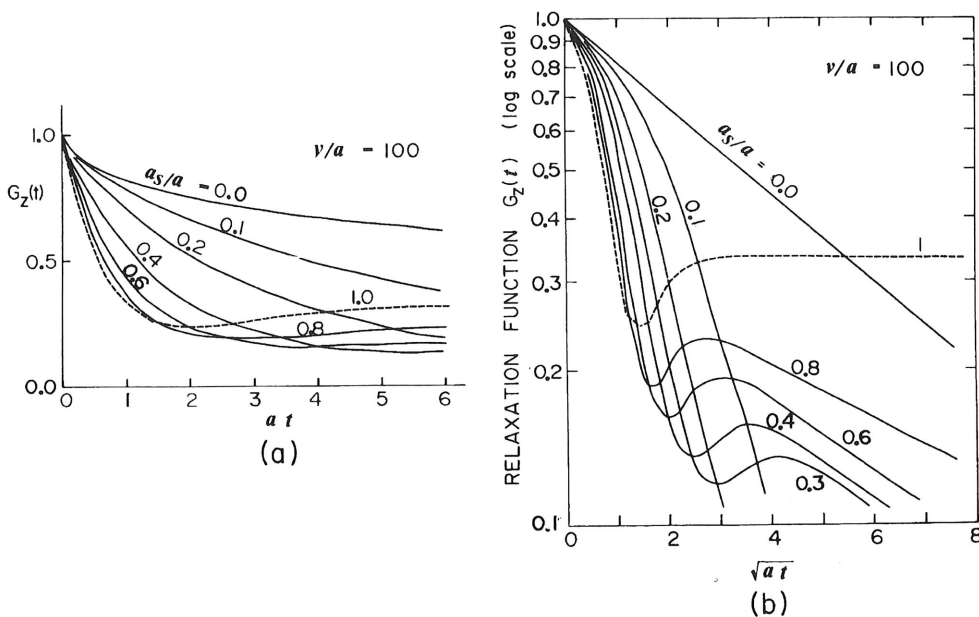 1.0
G_Z(t)
0.5
0.0
ν/a = 100
a_s/a = 0.0
0.1
0.2
0.4
0.6
1.0
0.8
0 1 2 3 4 5 6
a t
(a)
RELAXATION FUNCTION G_Z(t) (log scale)
1.0
0.9
0.8
0.7
0.6
0.5
0.4
0.3
0.2
0.1
ν/a = 100
a_s/a = 0.0
0.1
0.2
1
0.8
0.6
0.4
0.3
0 2 4 6 8
√a t
(b)